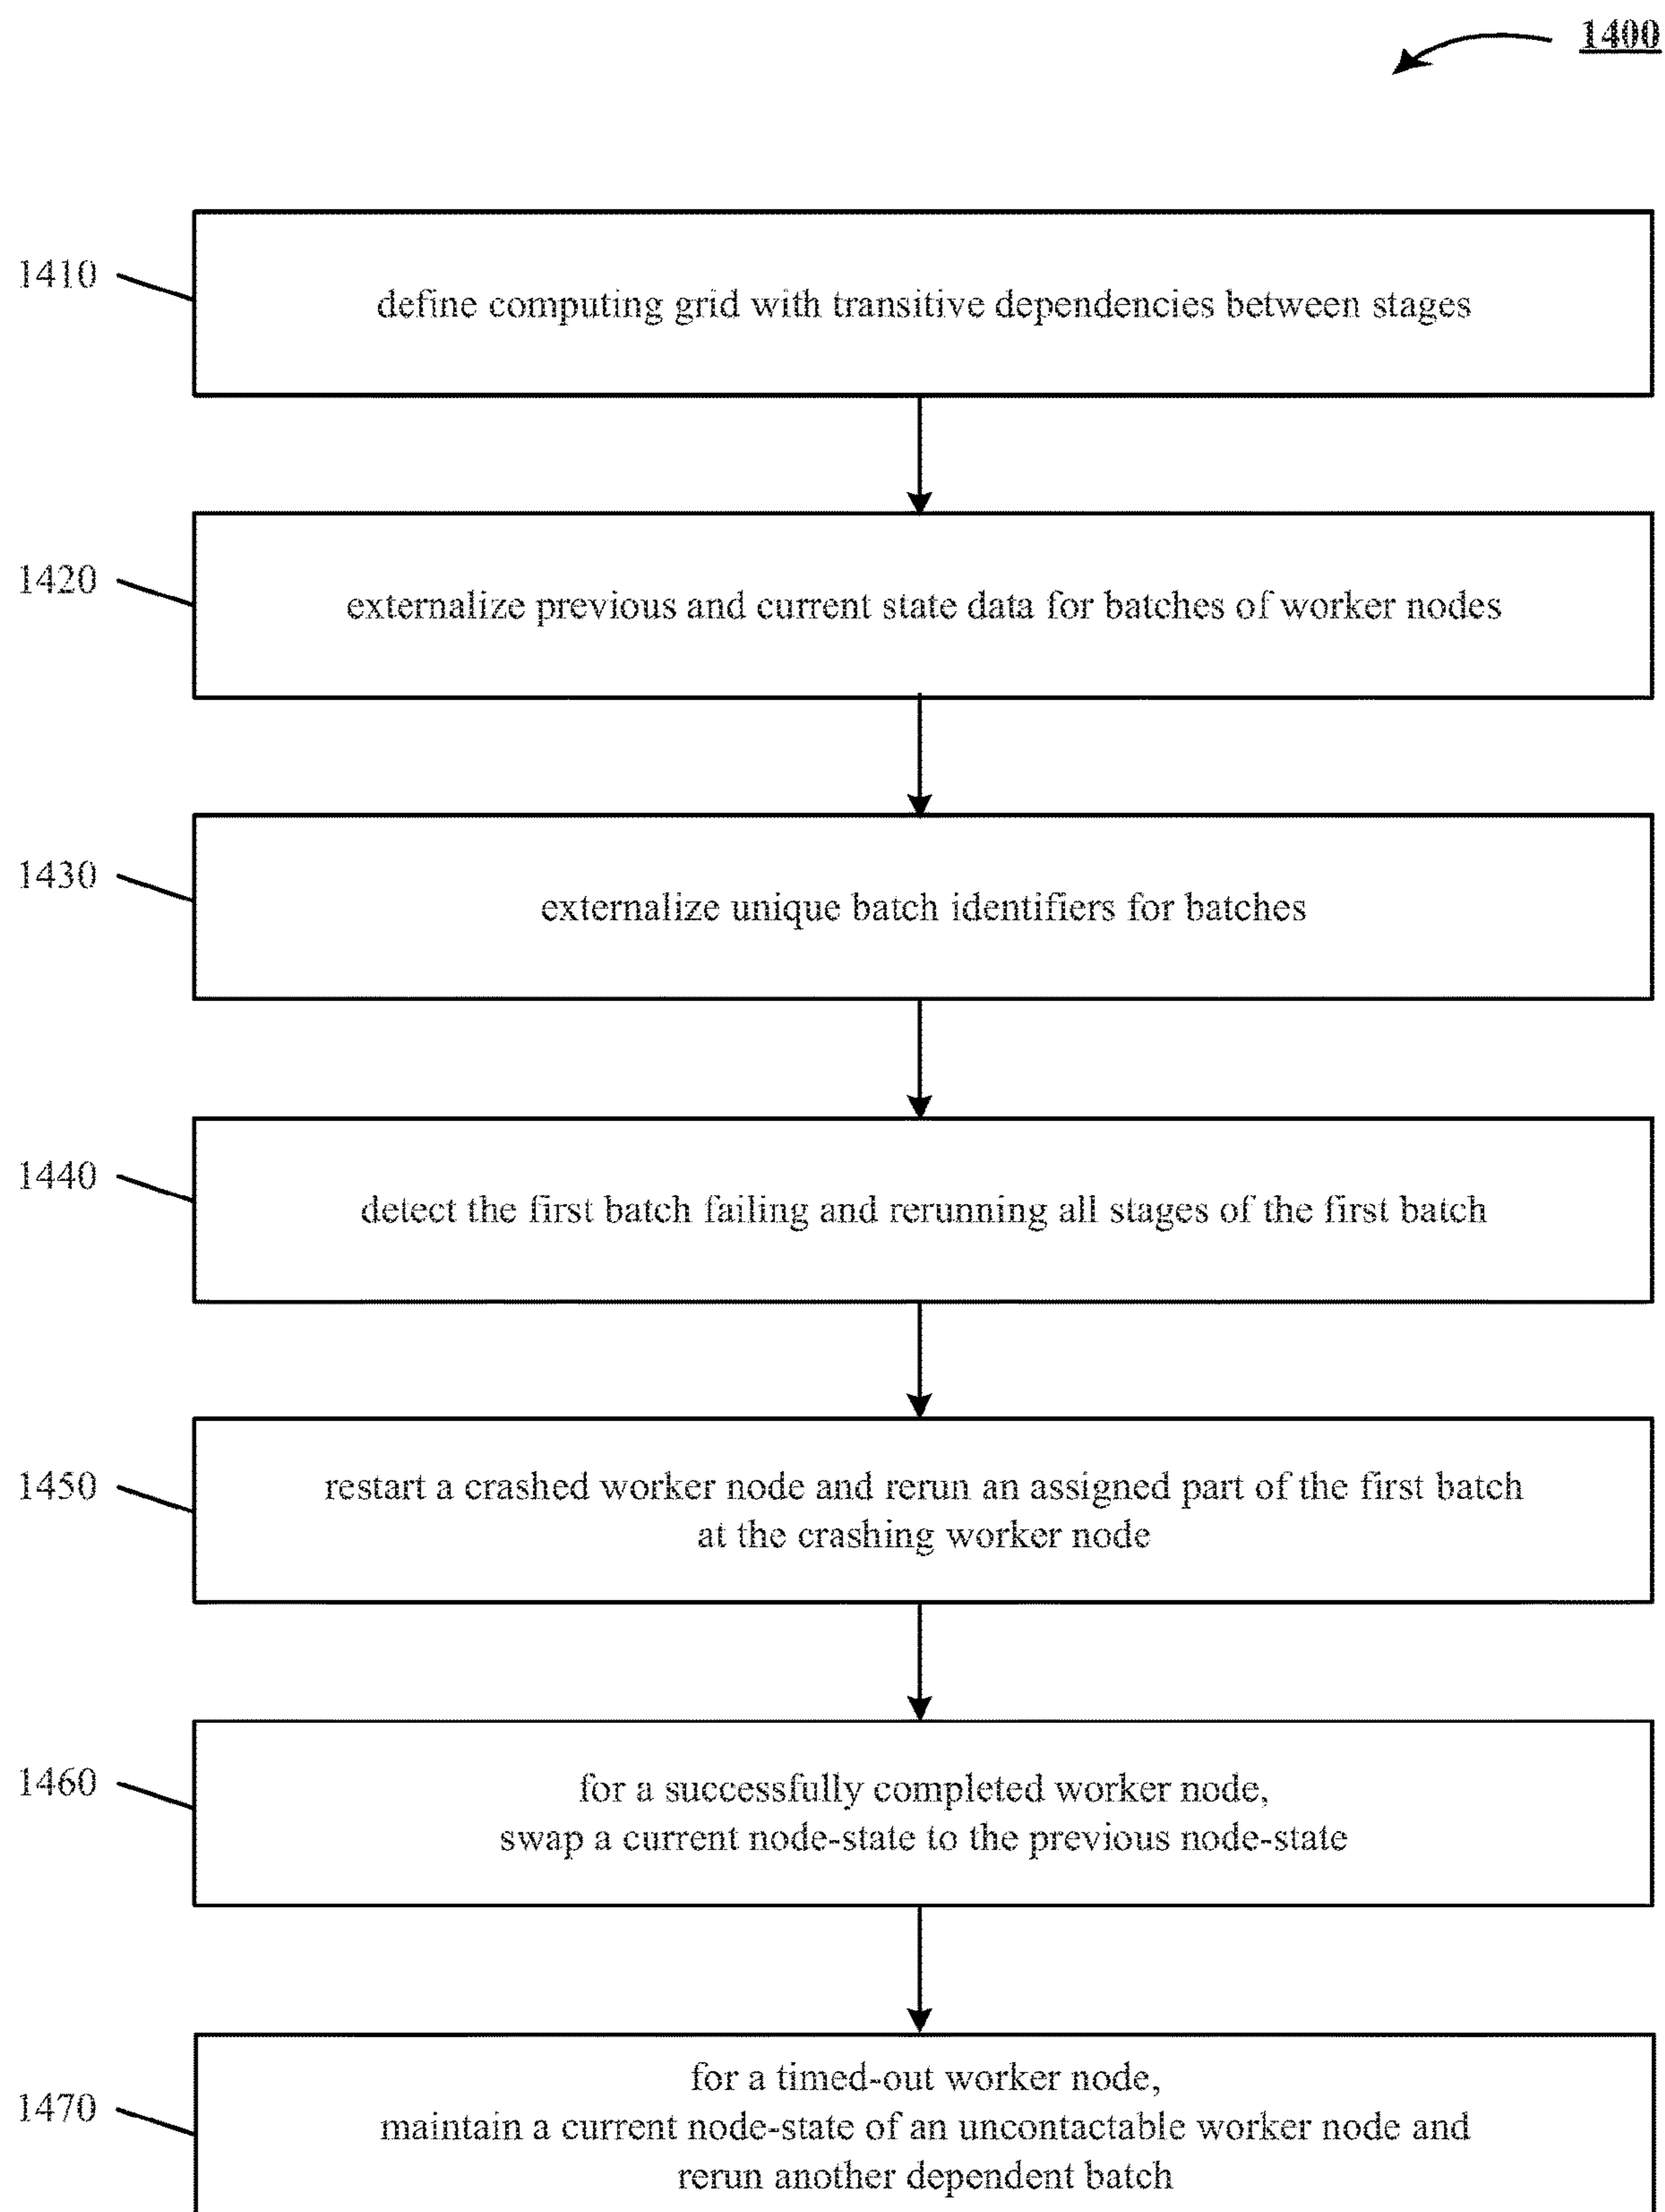 1400
1410
define computing grid with transitive dependencies between stages
1420
externalize previous and current state data for batches of worker nodes
1430
externalize unique batch identifiers for batches
1440
detect the first batch failing and rerunning all stages of the first batch
1450
restart a crashed worker node and rerun an assigned part of the first batch
at the crashing worker node
1460
for a successfully completed worker node,
swap a current node-state to the previous node-state
1470
for a timed-out worker node,
maintain a current node-state of an uncontactable worker node and
rerun another dependent batch